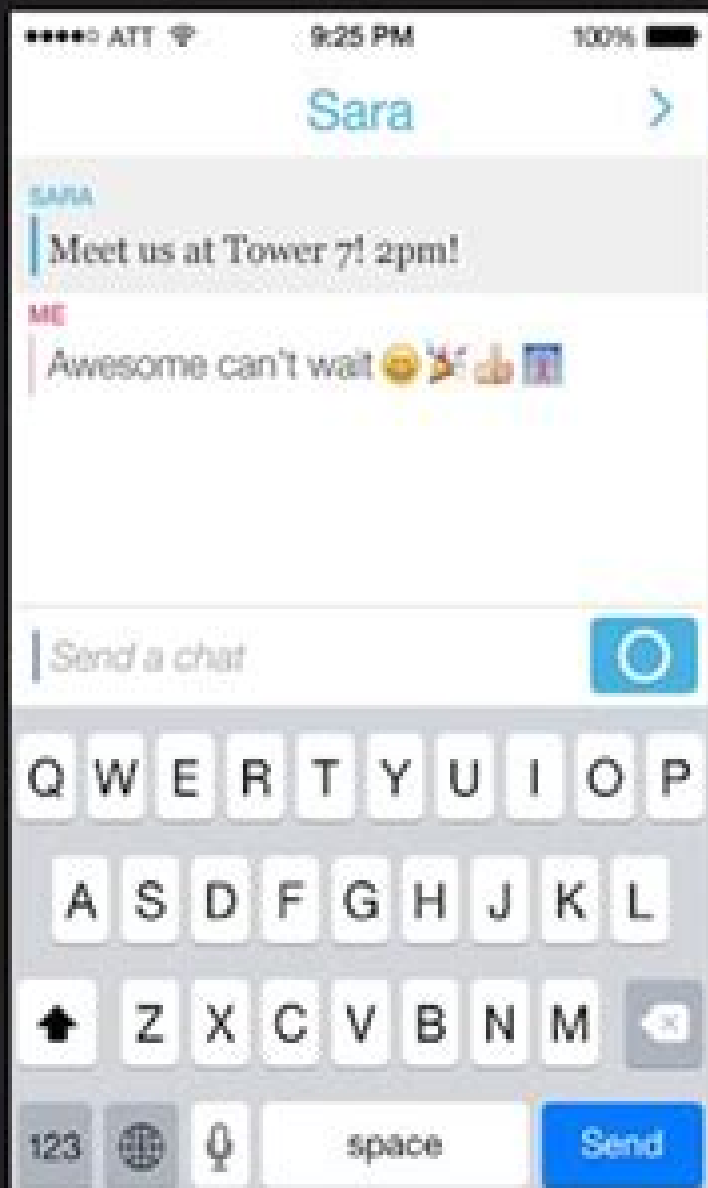 ATT 9:25 PM 100%
Sara
SARA
Meet us at Tower 7! 2pm!
ME
Awesome can't wait 😊🎉👍
Send a chat
Q W E R T Y U I O P
A S D F G H J K L
Z X C V B N M
123 space Send